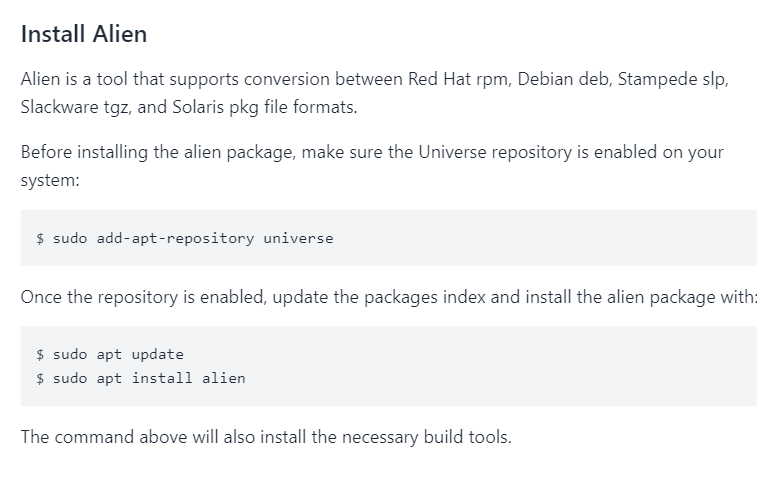 Install Alien
Alien is a tool that supports conversion between Red Hat rpm, Debian deb, Stampede slp,
Slackware tgz, and Solaris pkg file formats.
Before installing the alien package, make sure the Universe repository is enabled on your
system:
$ sudo add-apt-repository universe
Once the repository is enabled, update the packages index and install the alien package with:
$ sudo apt update
$ sudo apt install alien
The command above will also install the necessary build tools.